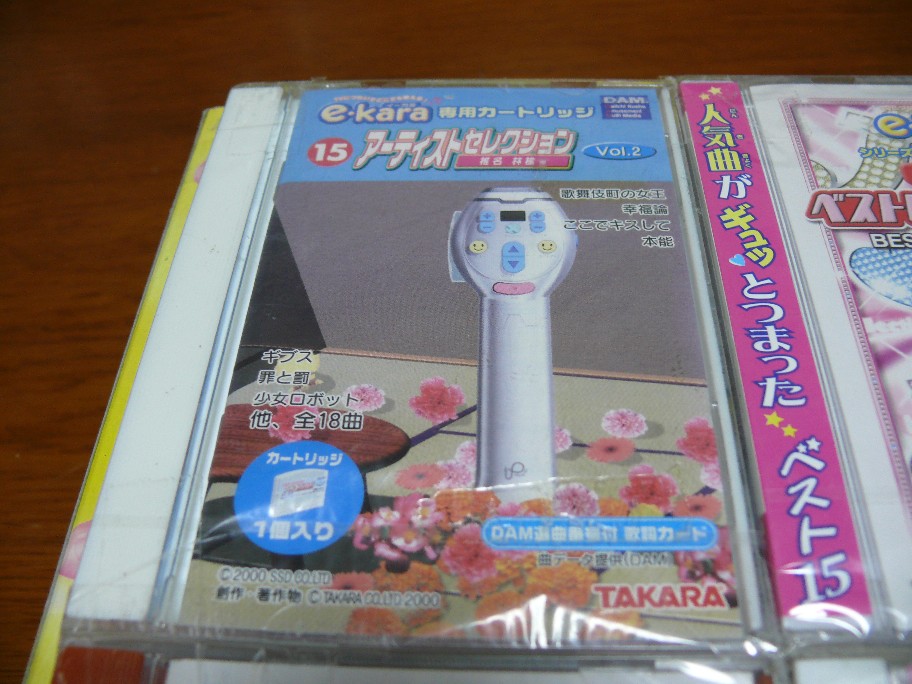 e-kara 専用カートリッジ
DAM
15 アーティストセレクション Vol.2
椎名 林檎
歌舞伎町の女王
幸福論
ここでキスして
本能
ギブス
罪と罰
少女ロボット
他、全18曲
カートリッジ
1個入り
DAM選曲番号付 歌詞カード
曲データ提供(DAM)
© 2000 SSD CO.LTD
創作・著作物 © TAKARA CO.LTD 2000
TAKARA
人気曲がギュッとつまった ベスト15
シリーズ
ベスト
BES